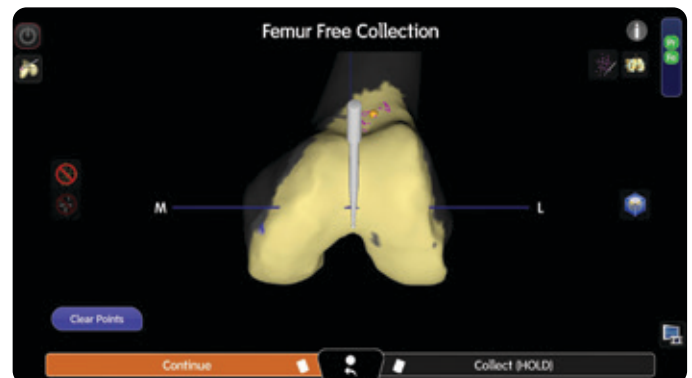 Femur Free Collection
i
M
L
Clear Points
Continue
Collect (HOLD)